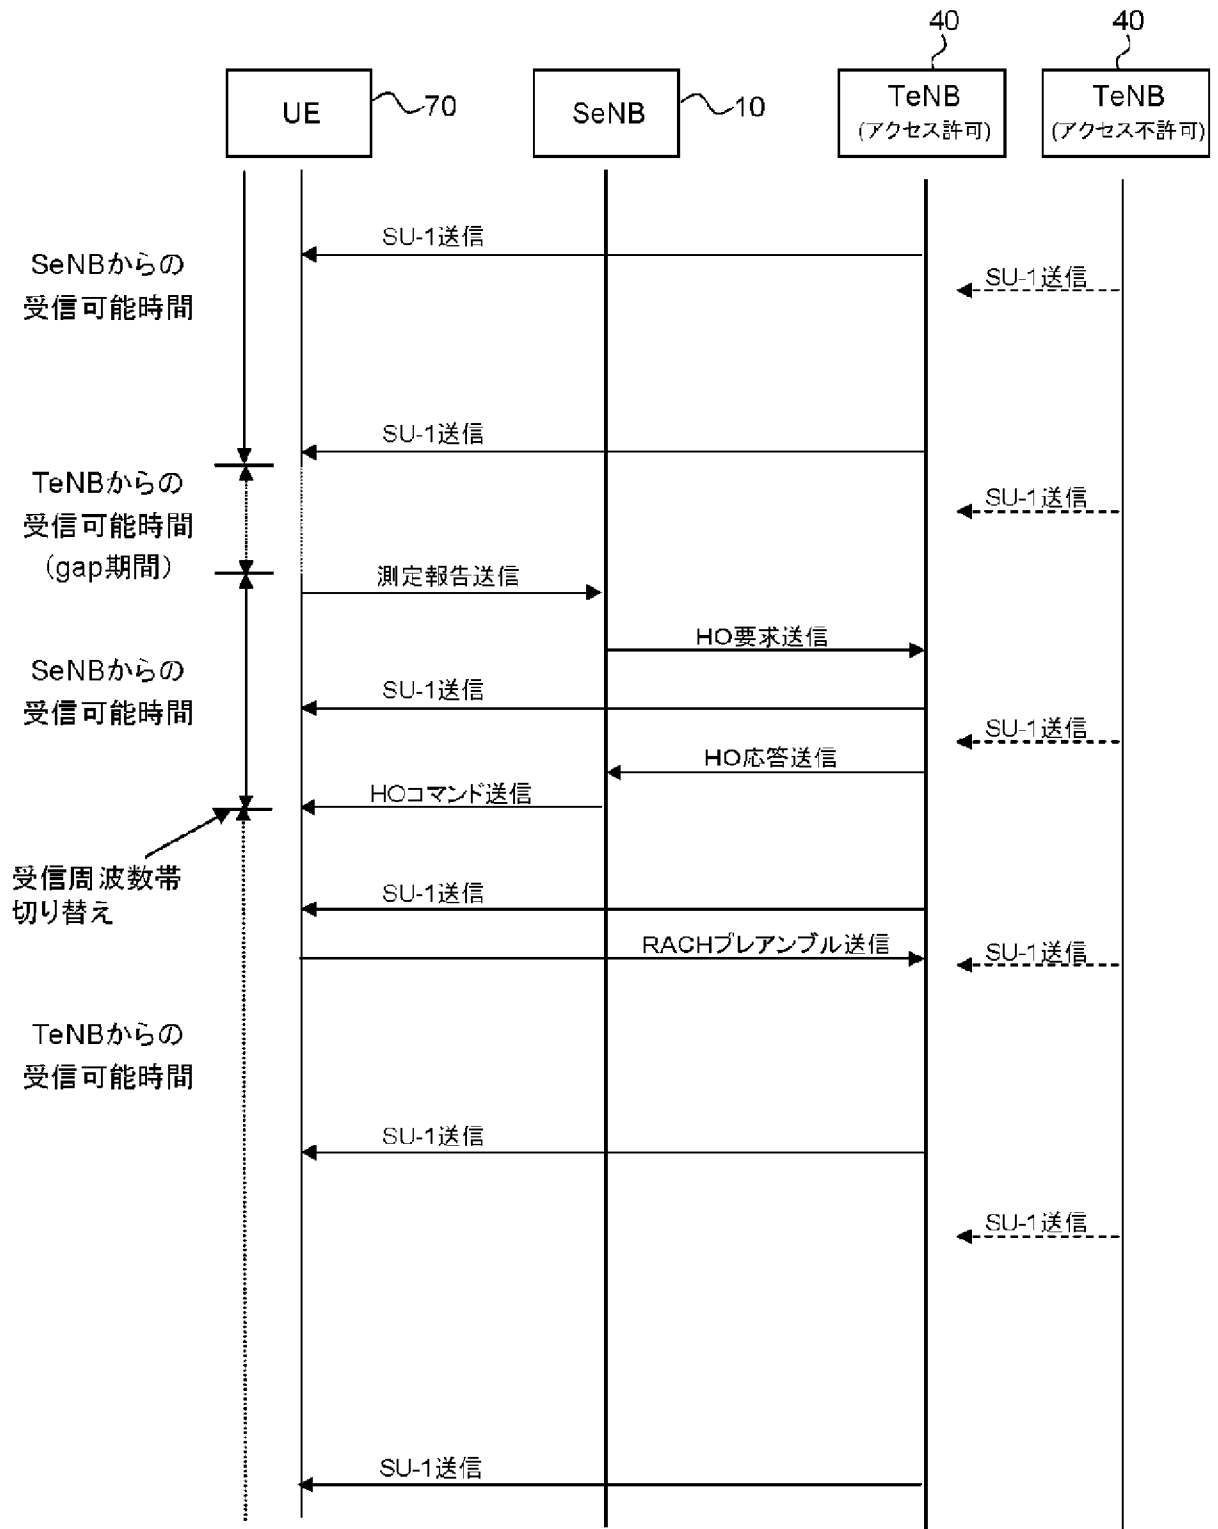 40
40
UE
70
SeNB
10
TeNB
(アクセス許可)
TeNB
(アクセス不許可)
SU-1送信
SeNBからの
受信可能時間
SU-1送信
SU-1送信
TeNBからの
受信可能時間
(gap期間)
SU-1送信
測定報告送信
HO要求送信
SeNBからの
受信可能時間
SU-1送信
SU-1送信
HO応答送信
HOコマンド送信
受信周波数帯
切り替え
SU-1送信
RACHプレアンブル送信
SU-1送信
TeNBからの
受信可能時間
SU-1送信
SU-1送信
SU-1送信